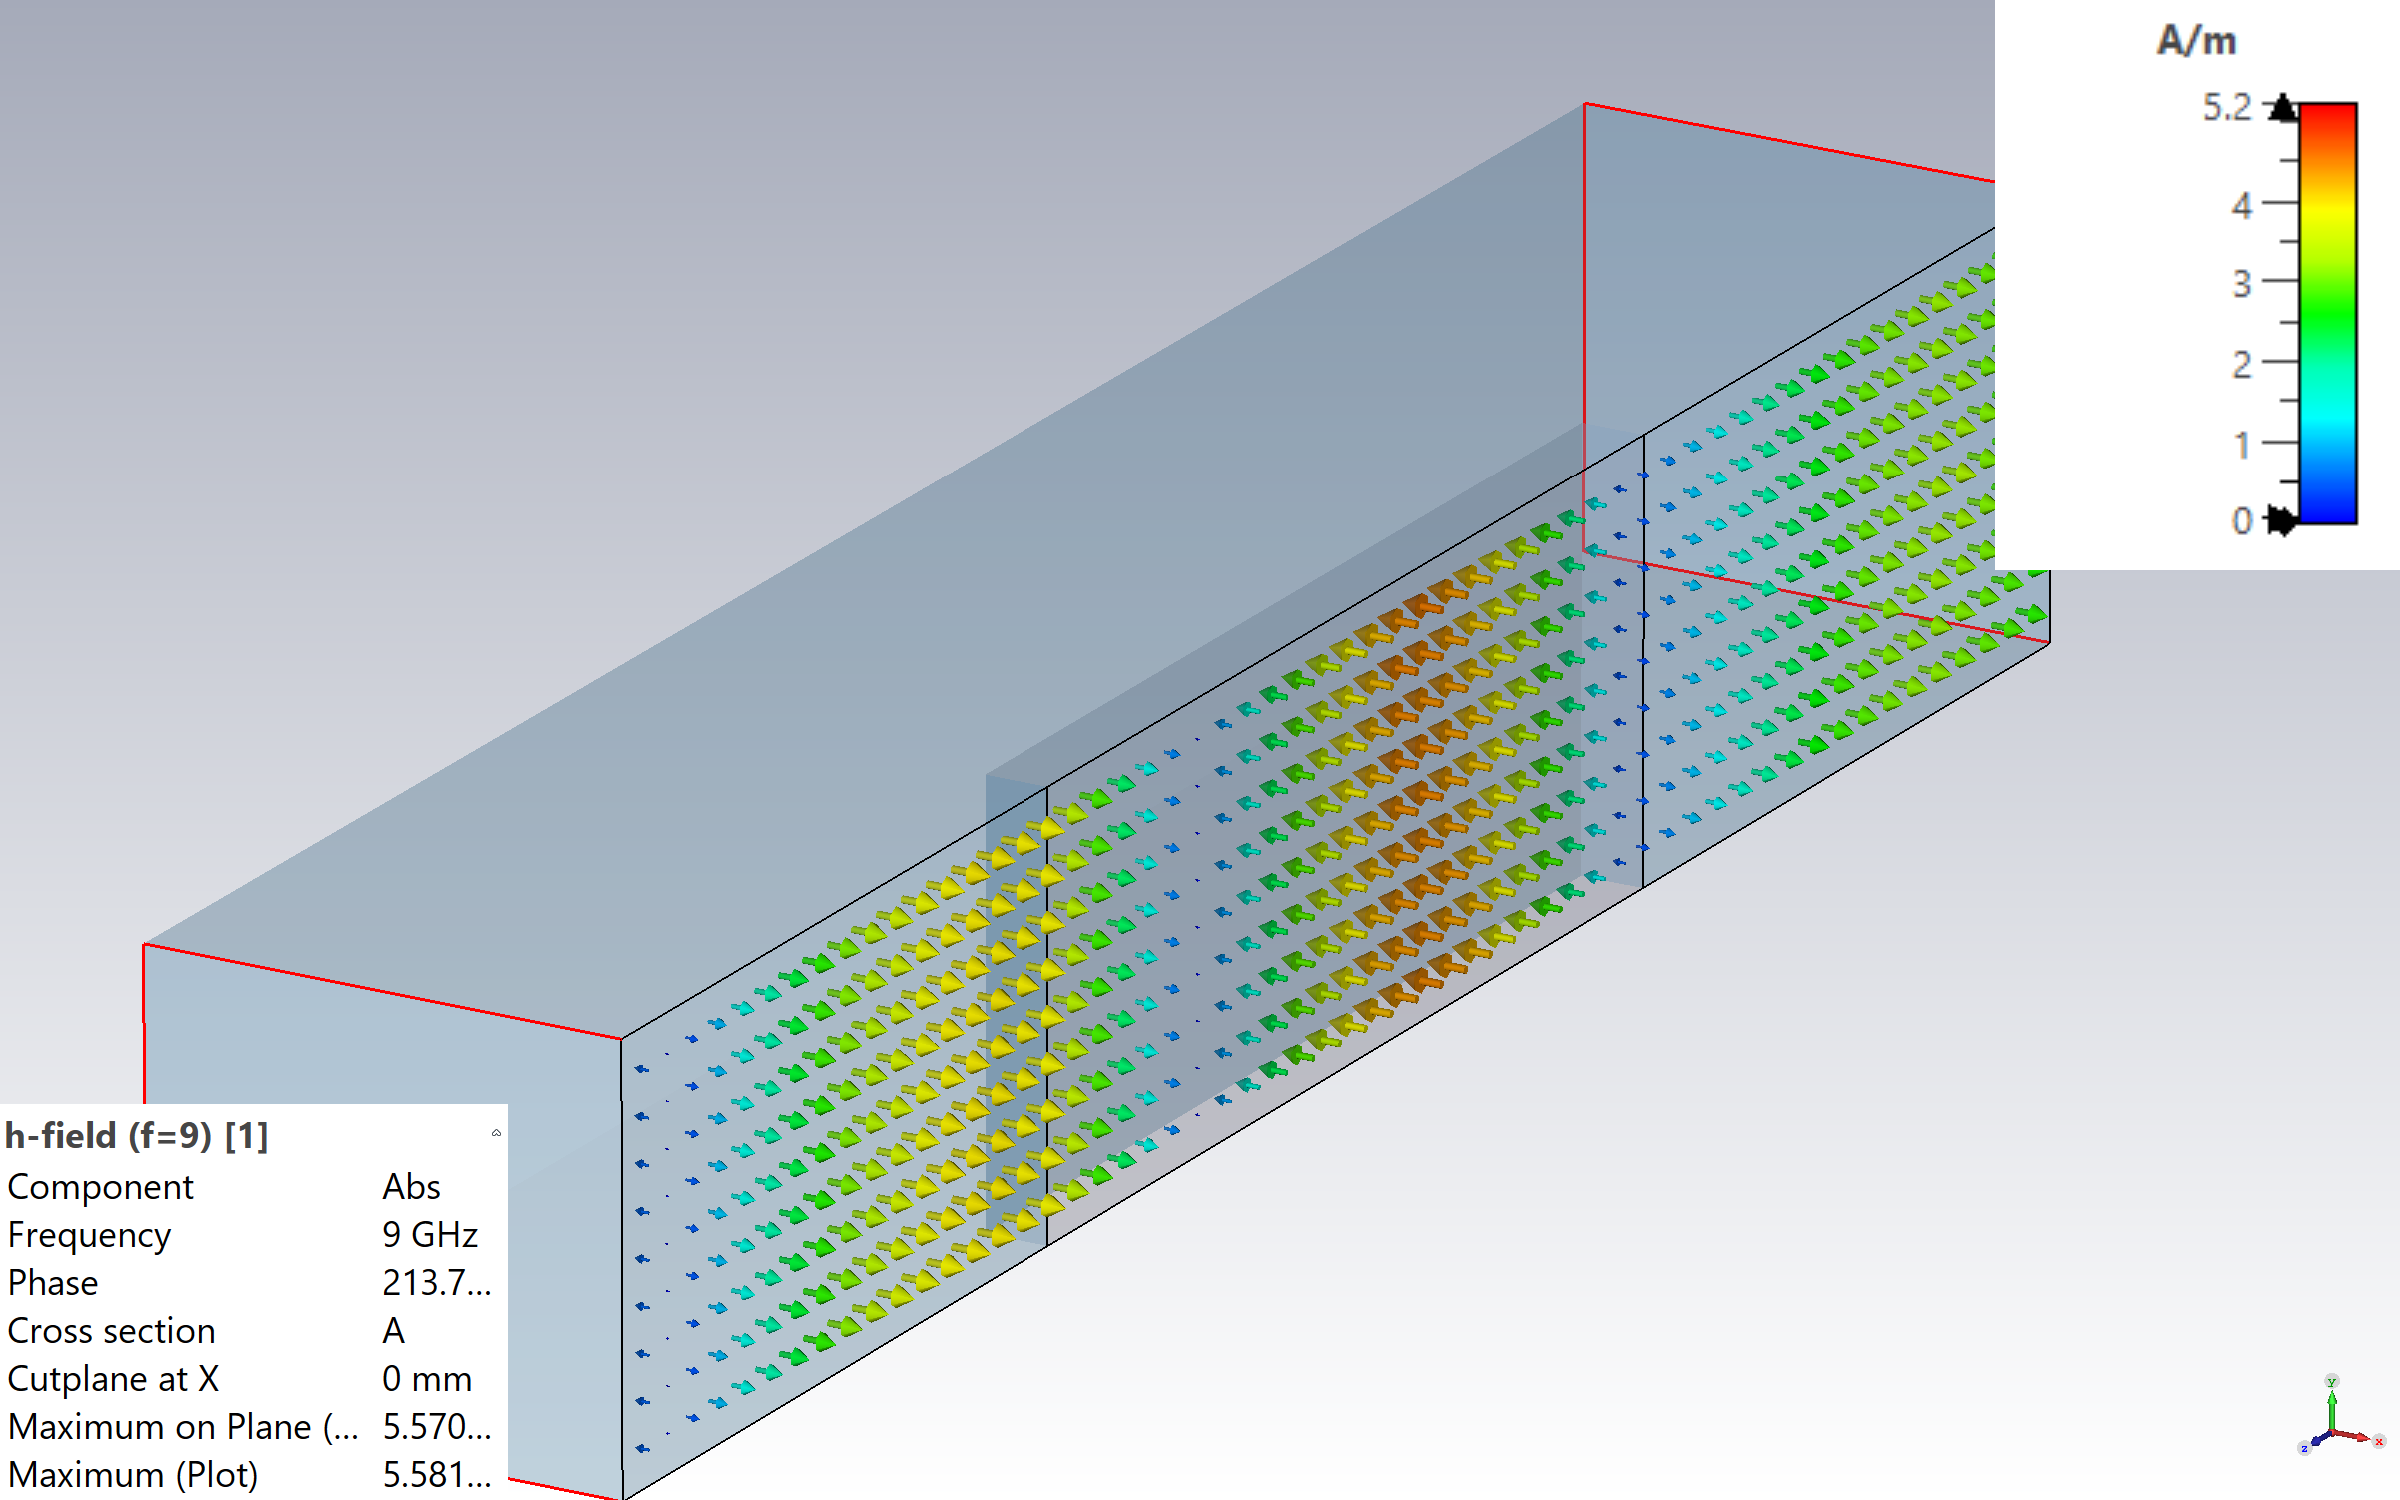 A/m
5.2
4
3
2
1
0
h-field (f=9) [1]
Component Abs
Frequency 9 GHz
Phase 213.7...
Cross section A
Cutplane at X 0 mm
Maximum on Plane (... 5.570...
Maximum (Plot) 5.581...
Y
Z X